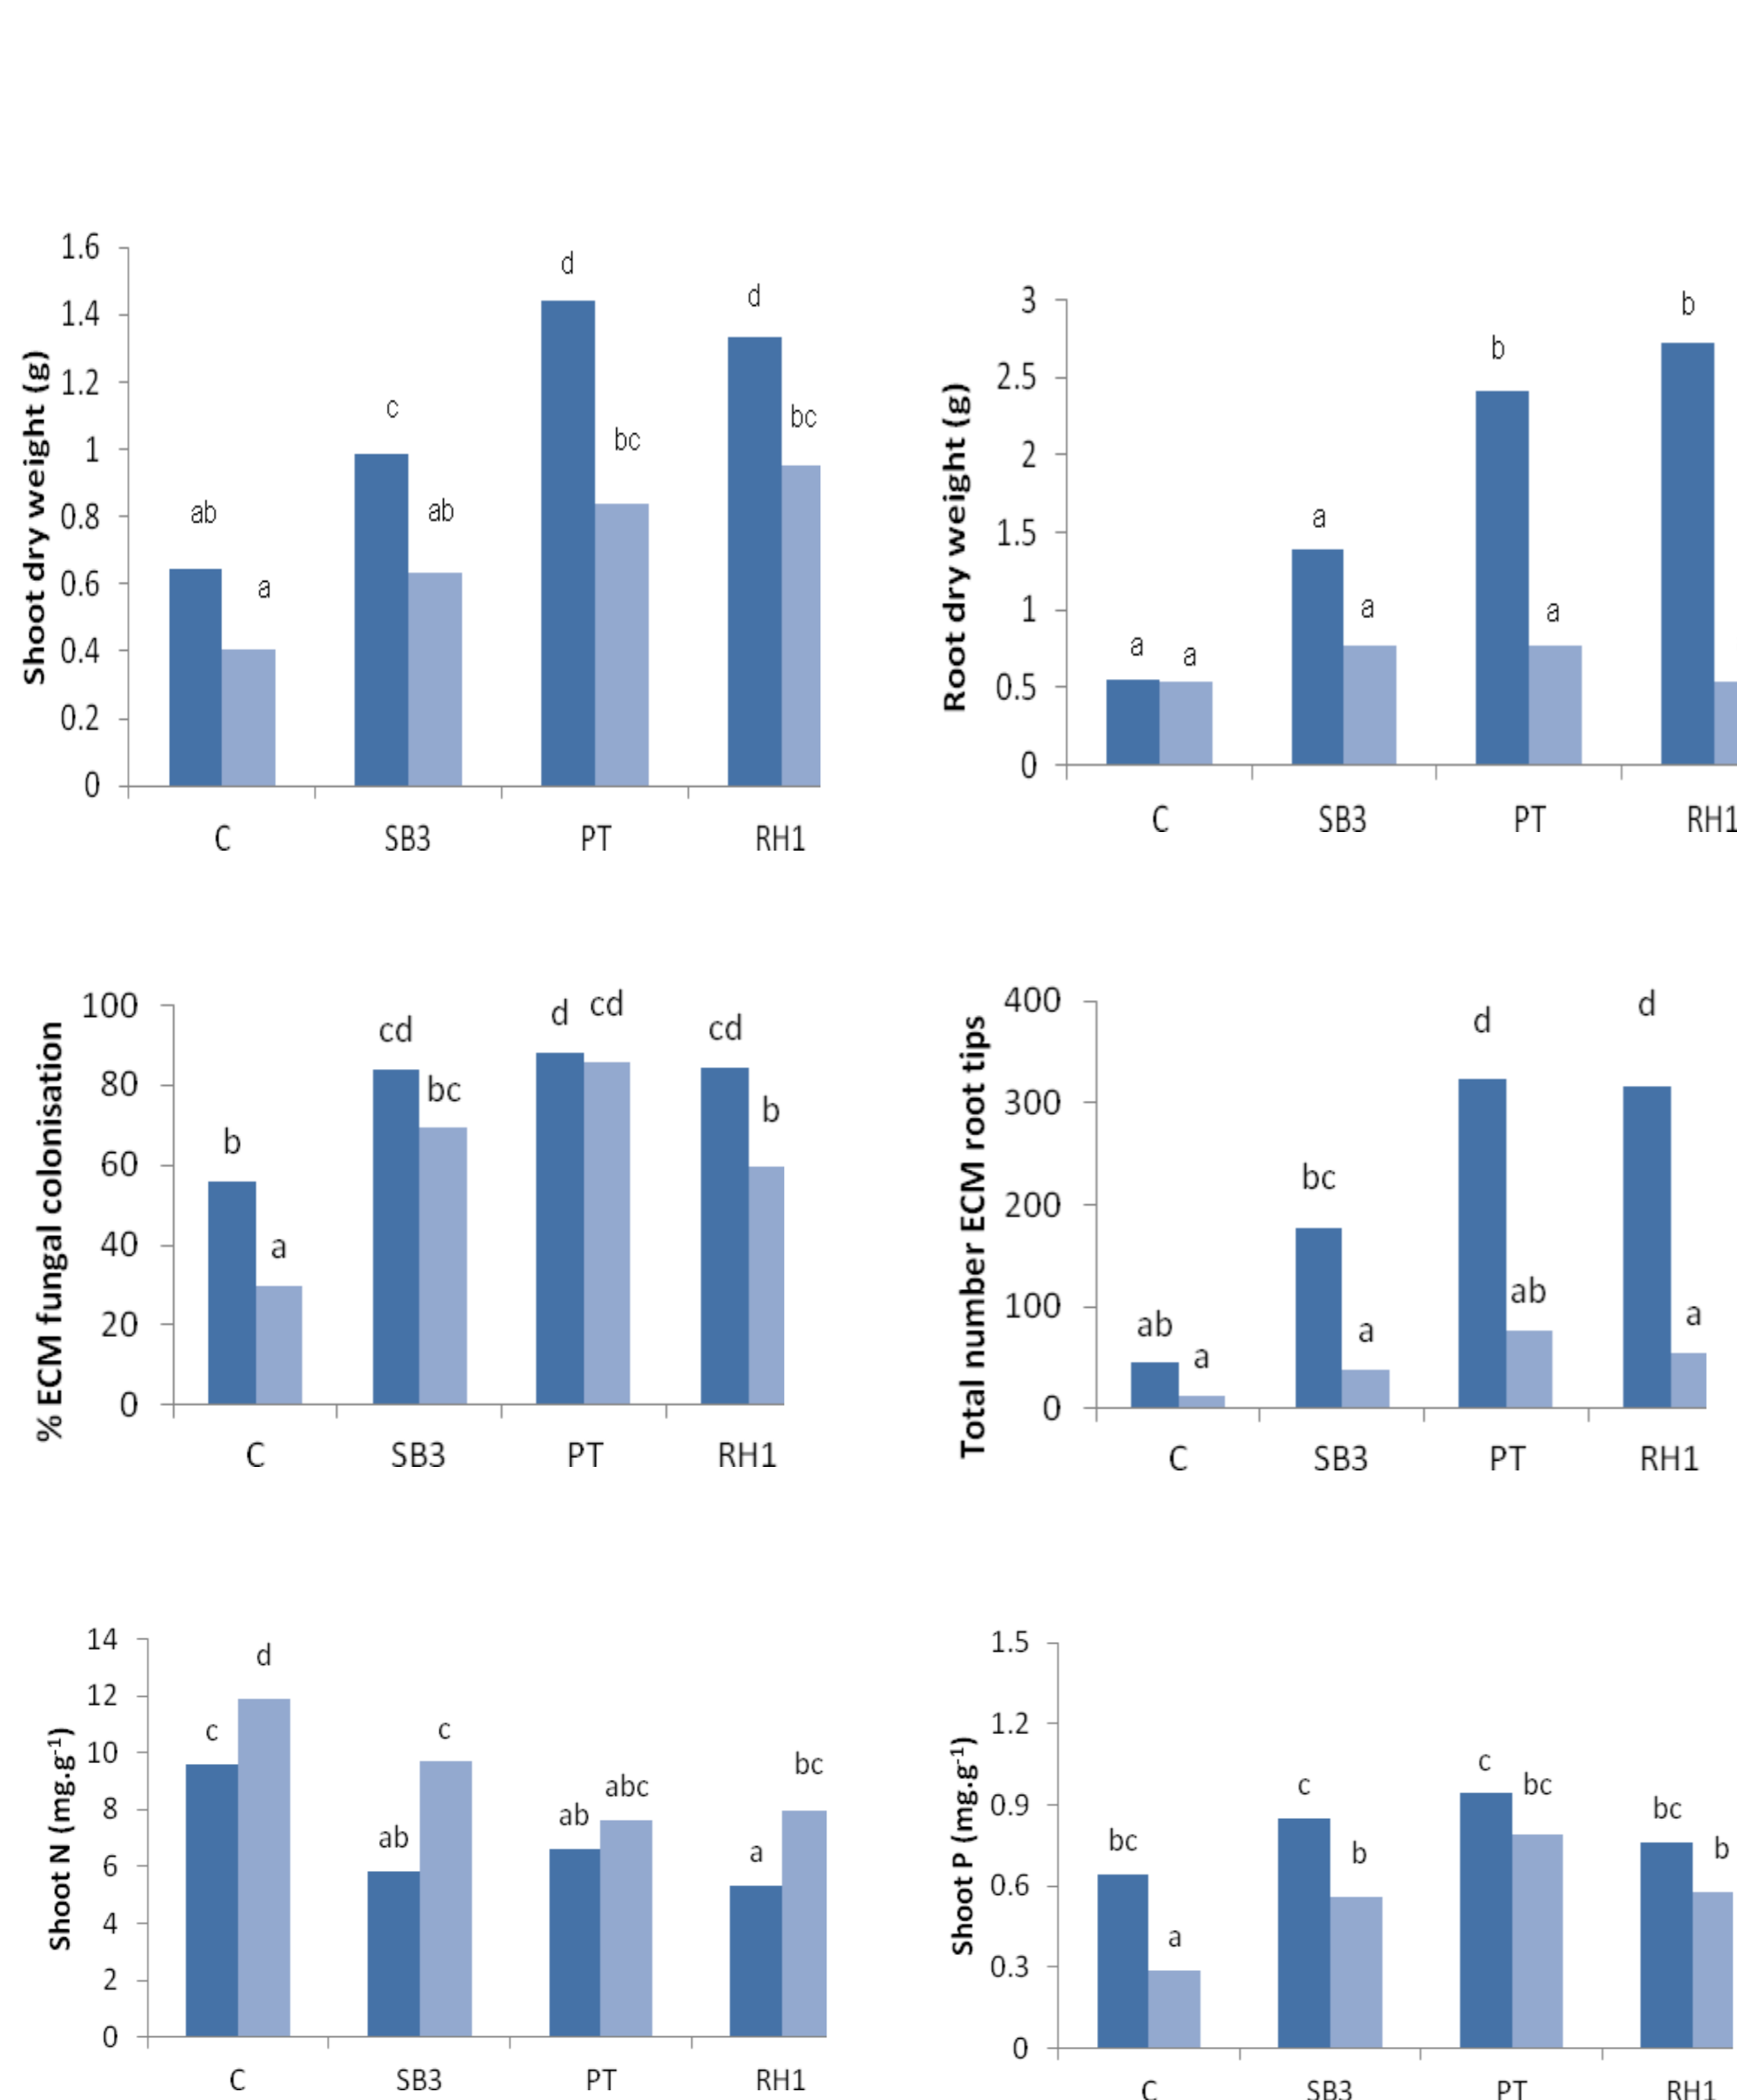 Shoot dry weight (g)
1.6
1.4
1.2
1
0.8
0.6
0.4
0.2
0
ab
a
c
ab
d
bc
d
bc
C SB3 PT RH1
Root dry weight (g)
3
2.5
2
1.5
1
0.5
0
a
a
a
a
b
a
b
C SB3 PT RH1
% ECM fungal colonisation
100
80
60
40
20
0
b
a
cd
bc
d
cd
cd
b
C SB3 PT RH1
Total number ECM root tips
400
300
200
100
0
ab
a
bc
a
d
ab
d
a
C SB3 PT RH1
Shoot N (mg.g-1)
14
12
10
8
6
4
2
0
c
d
ab
c
ab
abc
a
bc
C SB3 PT RH1
Shoot P (mg.g-1)
1.5
1.2
0.9
0.6
0.3
0
bc
a
c
b
c
bc
bc
b
C SB3 PT RH1